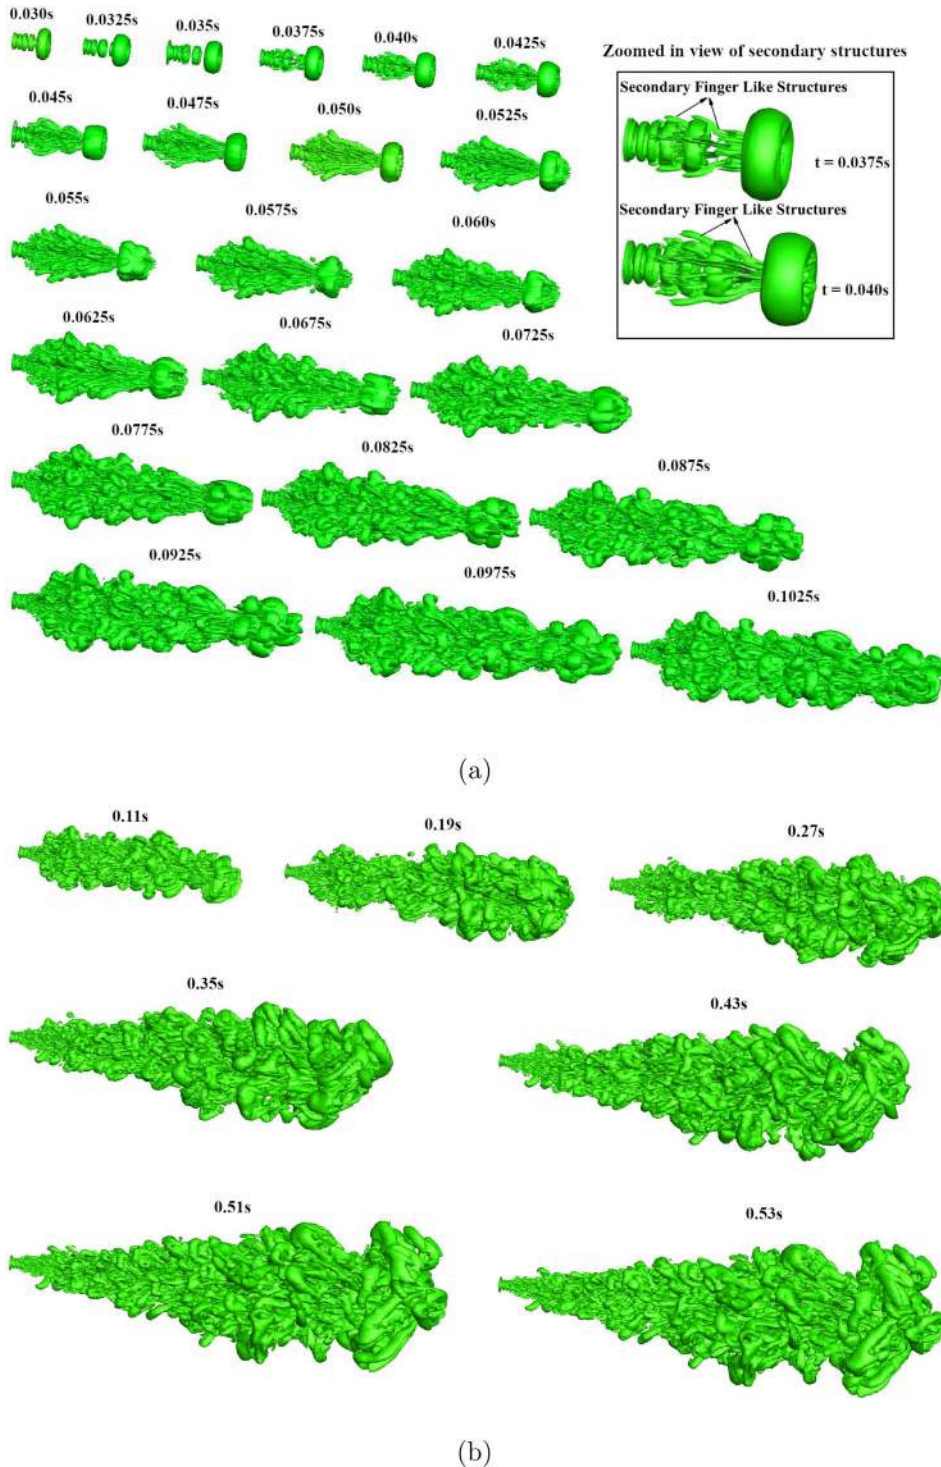 0.030s
0.0325s
0.035s
0.0375s
0.040s
0.0425s
Zoomed in view of secondary structures
Secondary Finger Like Structures
t = 0.0375s
Secondary Finger Like Structures
t = 0.040s
0.045s
0.0475s
0.050s
0.0525s
0.055s
0.0575s
0.060s
0.0625s
0.0675s
0.0725s
0.0775s
0.0825s
0.0875s
0.0925s
0.0975s
0.1025s
(a)
0.11s
0.19s
0.27s
0.35s
0.43s
0.51s
0.53s
(b)